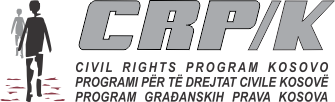 CRP/K
CIVIL RIGHTS PROGRAM KOSOVO
PROGRAMI PËR TË DREJTAT CIVILE KOSOVË
PROGRAM GRAĐANSKIH PRAVA KOSOVA